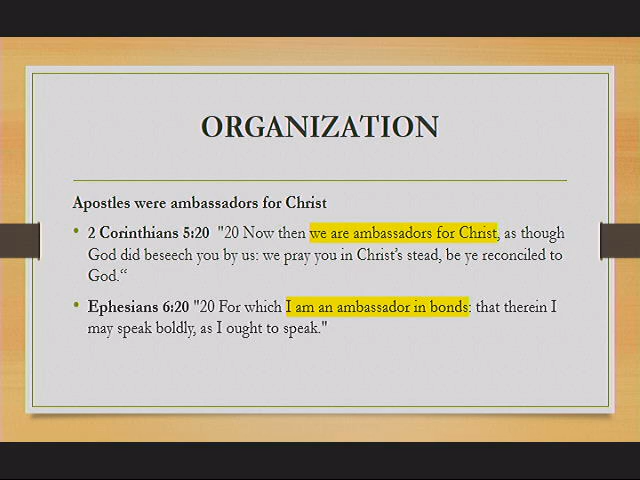 ORGANIZATION
Apostles were ambassadors for Christ
• 2 Corinthians 5:20 "20 Now then we are ambassadors for Christ, as though
God did beseech you by us: we pray you in Christ's stead, be ye reconciled to
God.“
• Ephesians 6:20 "20 For which I am an ambassador in bonds: that therein I
may speak boldly, as I ought to speak."